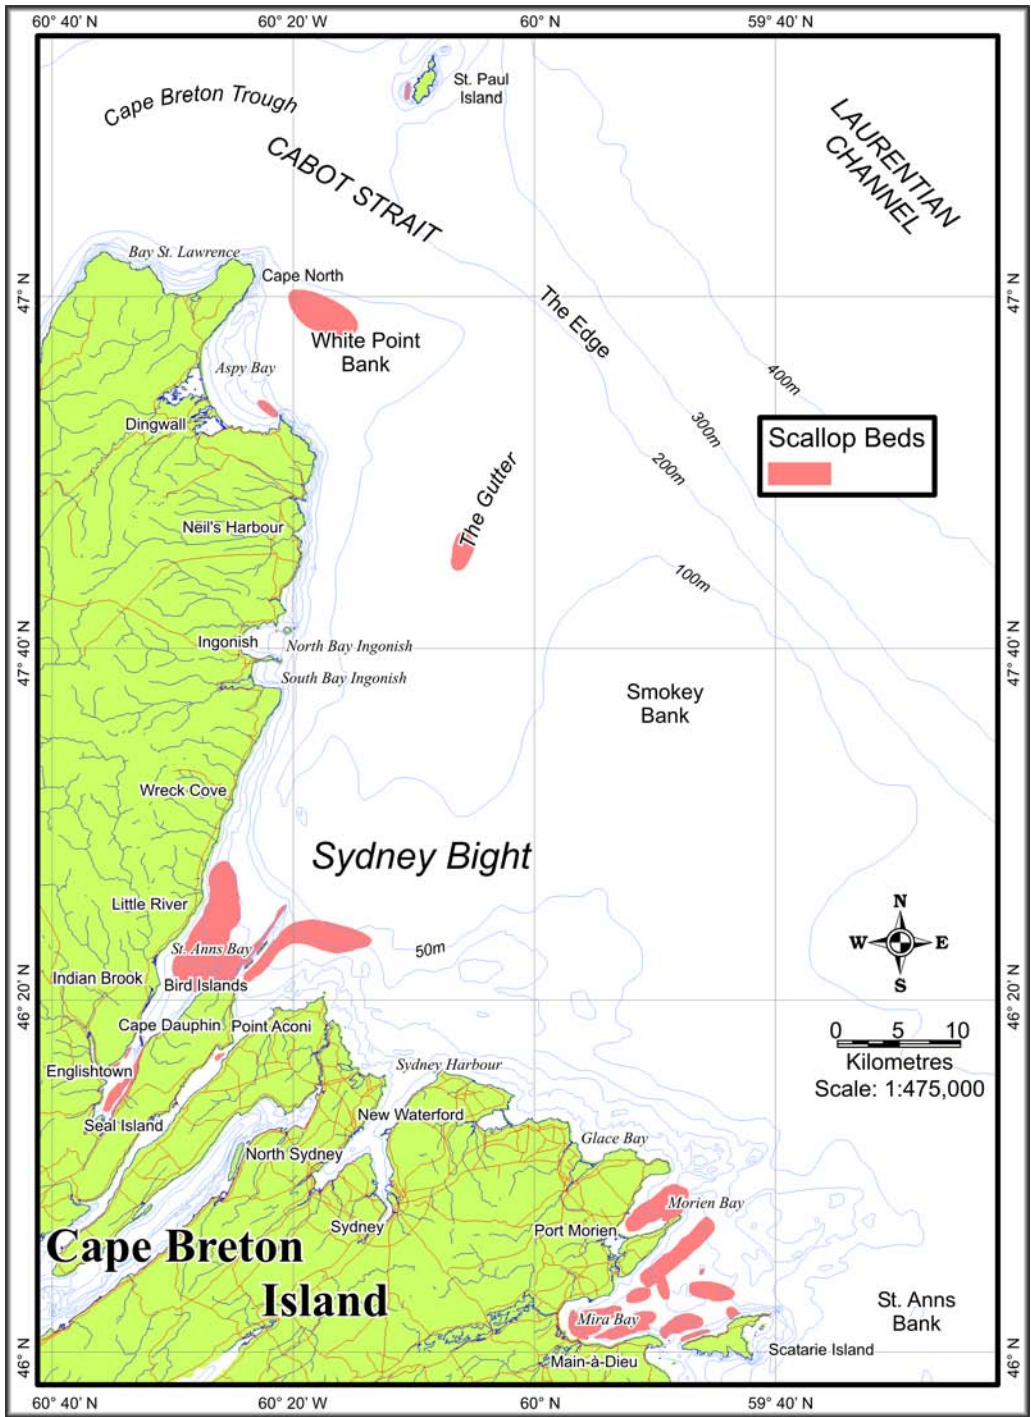 60° 40' N
60° 20' W
60° N
59° 40' N
St. Paul
Island
Cape Breton Trough
CABOT STRAIT
LAURENTIAN
CHANNEL
Bay St. Lawrence
Cape North
47° N
47° N
The Edge
White Point
Bank
Aspy Bay
400m
Dingwall
300m
Scallop Beds
200m
The Gutter
Neil's Harbour
100m
Ingonish
North Bay Ingonish
47° 40' N
47° 40' N
South Bay Ingonish
Smokey
Bank
Wreck Cove
Sydney Bight
Little River
N
W
E
S
St. Anns Bay
50m
Indian Brook
Bird Islands
46° 20' N
46° 20' N
Cape Dauphin
Point Aconi
0 5 10
Kilometres
Scale: 1:475,000
Englishtown
Sydney Harbour
Seal Island
New Waterford
Glace Bay
North Sydney
Morien Bay
Sydney
Port Morien
Cape Breton
Island
Mira Bay
St. Anns
Bank
Scatarie Island
Main-à-Dieu
46° N
46° N
60° 40' N
60° 20' W
60° N
59° 40' N